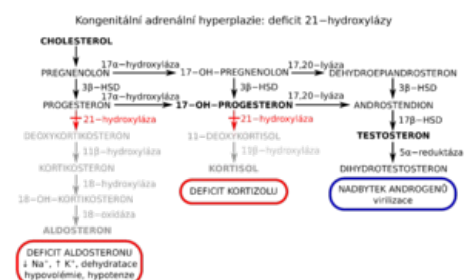 Kongenitální adrenální hyperplazie: deficit 21-hydroxylázy
CHOLESTEROL
PREGNENOLON 17α-hydroxyláza 17-OH-PREGNENOLON 17,20-lyáza DEHYDROEPIANDROSTERON
3β-HSD 3β-HSD 3β-HSD
PROGESTERON 17α-hydroxyláza 17-OH-PROGESTERON 17,20-lyáza ANDROSTENDION
21-hydroxyláza 21-hydroxyláza 17β-HSD
DEOXYKORTIKOSTERON 11-DEOXYKORTISOL TESTOSTERON
11β-hydroxyláza 11β-hydroxyláza 5α-reduktáza
KORTIKOSTERON KORTISOL DIHYDROTESTOSTERON
18-hydroxyláza
18-OH-KORTIKOSTERON
18-oxidáza
ALDOSTERON
DEFICIT KORTIZOLU
NADBYTEK ANDROGENŮ
virilizace
DEFICIT ALDOSTERONU
↓ Na⁺, ↑ K⁺, dehydratace
hypovolémie, hypotenze